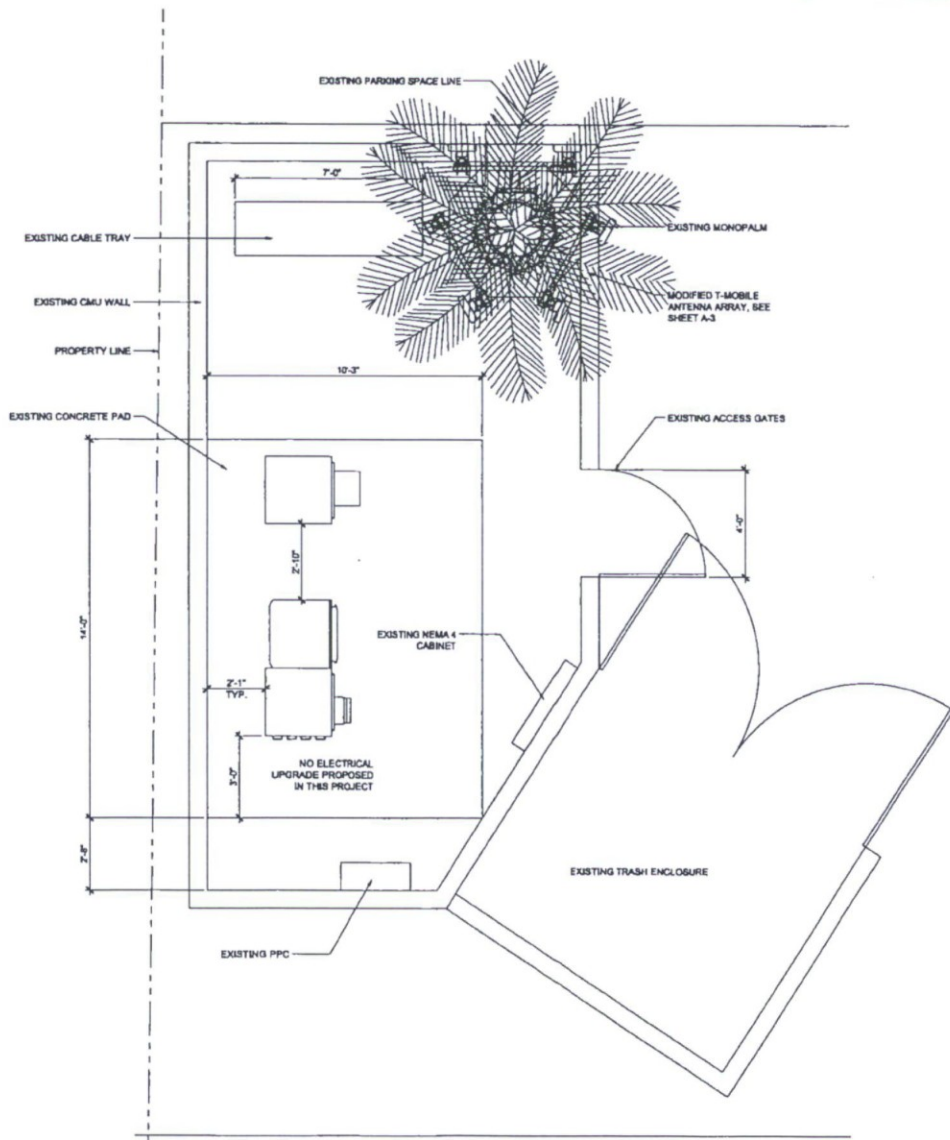 EXISTING PARKING SPACE LINE
7'-0"
EXISTING CABLE TRAY
EXISTING MONOPALM
EXISTING CMU WALL
MODIFIED T-MOBILE
ANTENNA ARRAY, SEE
SHEET A-3
PROPERTY LINE
10'-3"
EXISTING CONCRETE PAD
EXISTING ACCESS GATES
4'-0"
2'-10"
14'-0"
EXISTING NEMA 4
CABINET
2'-1"
TYP.
3'-0"
NO ELECTRICAL
UPGRADE PROPOSED
IN THIS PROJECT
2'-8"
EXISTING TRASH ENCLOSURE
EXISTING PPC